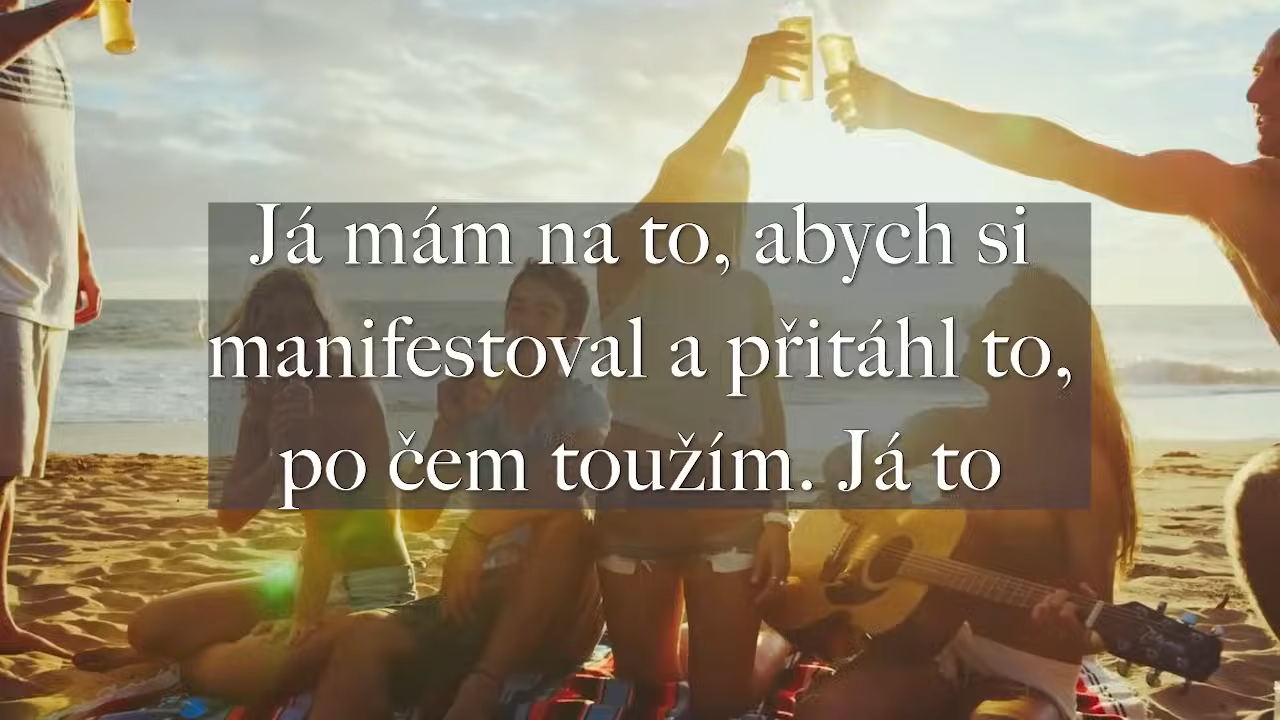 Já mám na to, abych si
manifestoval a přitáhl to,
po čem toužím. Já to